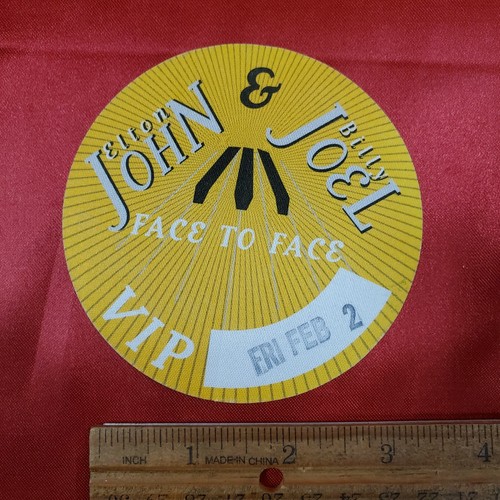 Elton
JOHN
&
Billy
JOEL
FACE TO FACE
VIP
FRI FEB 2
1 2 3 4
INCH MADE IN CHINA